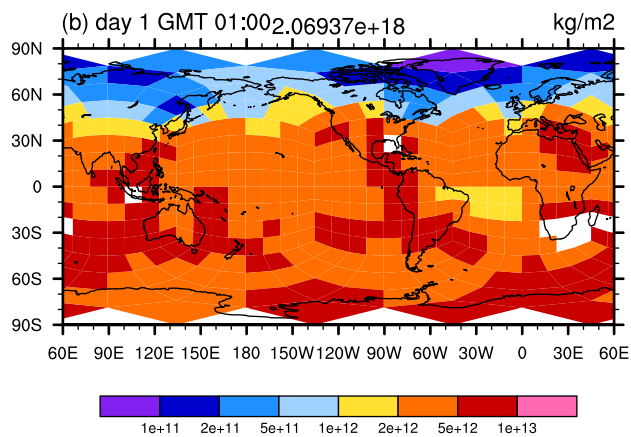 (b) day 1 GMT 01:00 2.06937e+18 kg/m2
90N
60N
30N
0
30S
60S
90S
60E 90E 120E 150E 180 150W 120W 90W 60W 30W 0 30E 60E
1e+11 2e+11 5e+11 1e+12 2e+12 5e+12 1e+13